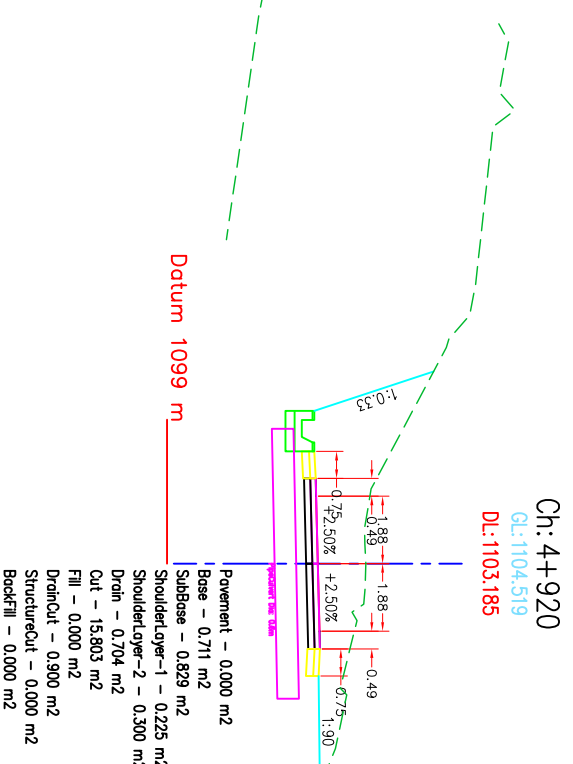 Ch: 4+920
GL:1104.519
DL:1103.185
1:0.33
0.75
0.49
1.88
1.88
0.49
0.75
+2.50%
+2.50%
1:90
Datum 1099 m
Pavement - 0.000 m2
Base - 0.711 m2
SubBase - 0.829 m2
ShoulderLayer-1 - 0.225 m2
ShoulderLayer-2 - 0.300 m2
Drain - 0.704 m2
Cut - 15.803 m2
Fill - 0.000 m2
DrainCut - 0.900 m2
StructureCut - 0.000 m2
BackFill - 0.000 m2